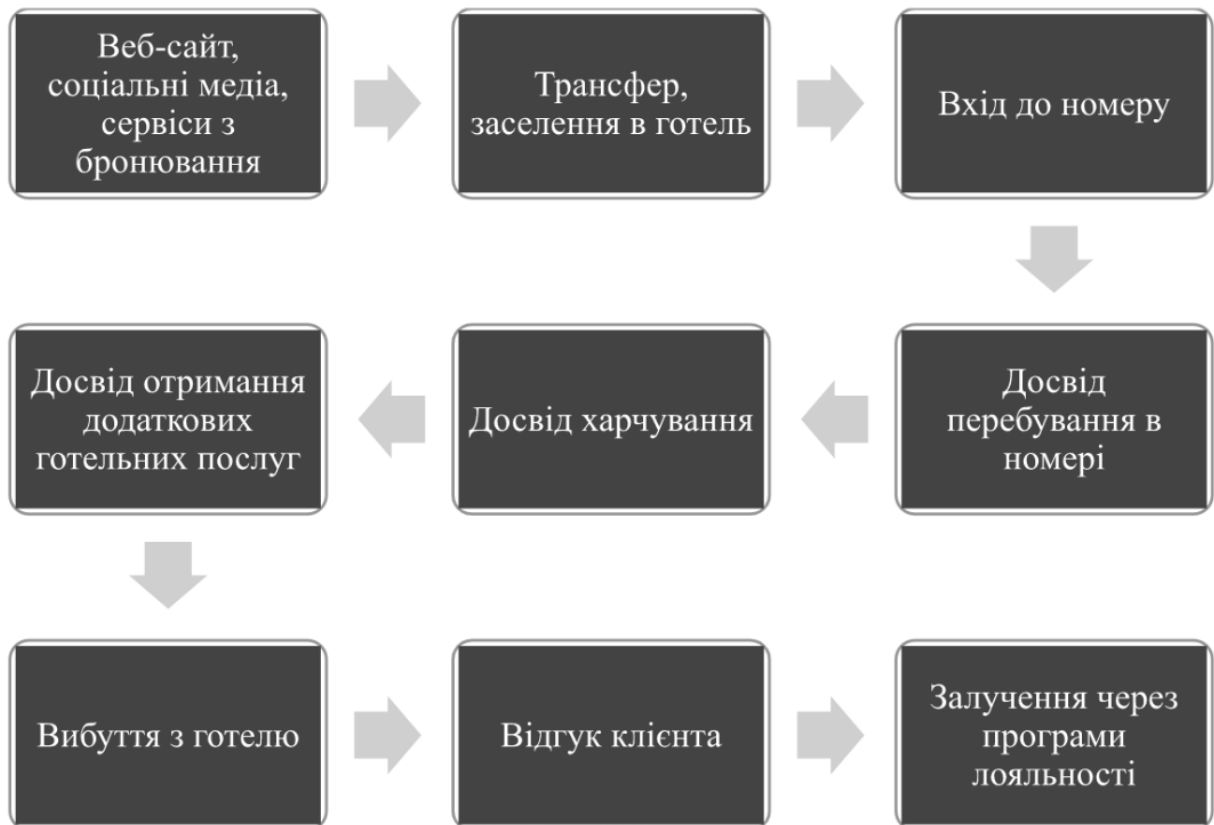 Веб-сайт,
соціальні медіа,
сервіси з
бронювання
Трансфер,
заселення в готель
Вхід до номеру
Досвід
перебування в
номері
Досвід харчування
Досвід отримання
додаткових
готельних послуг
Вибуття з готелю
Відгук клієнта
Залучення через
програми
лояльності